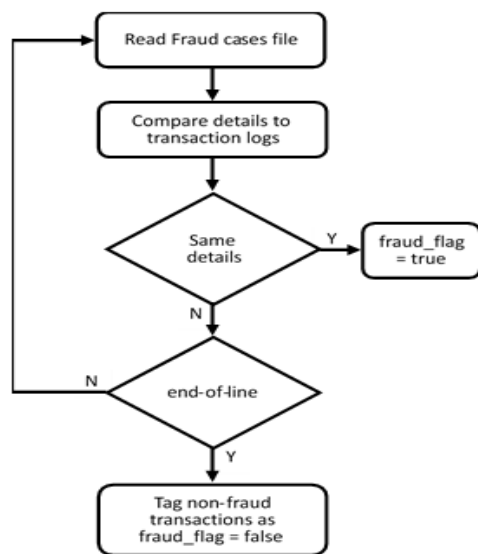 Read Fraud cases file
Compare details to
transaction logs
Same
details
Y
fraud_flag
= true
N
N
end-of-line
Y
Tag non-fraud
transactions as
fraud_flag = false